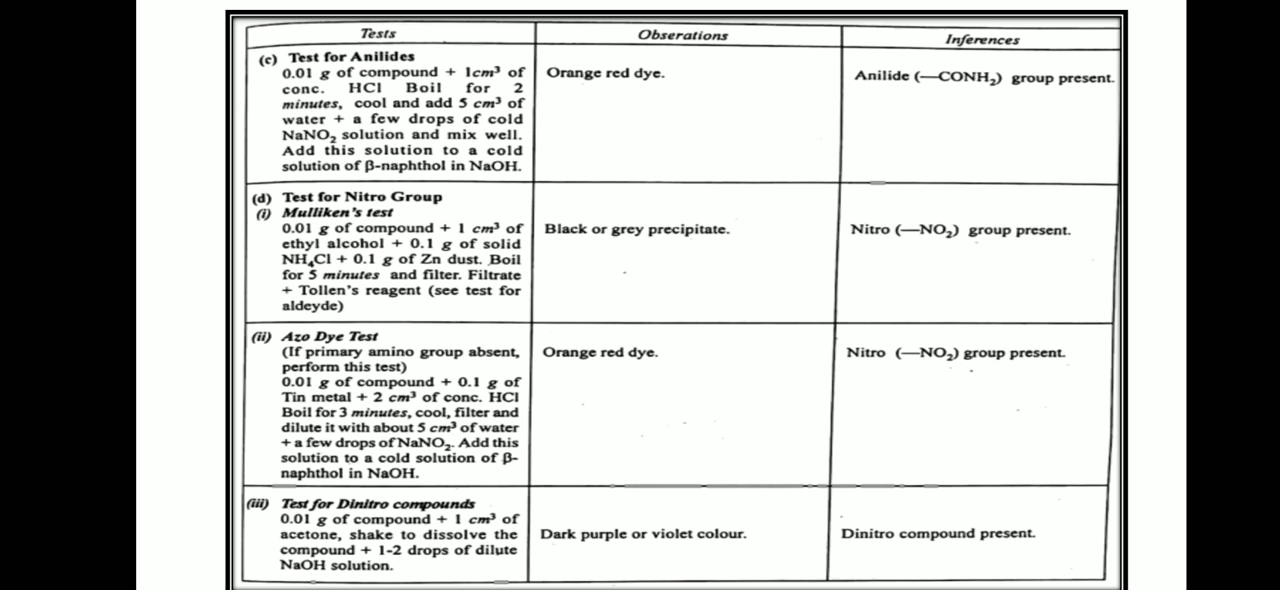 Tests
Obserations
Inferences
(c) Test for Anilides
0.01 g of compound + 1cm³ of
conc. HCl Boil for 2
minutes, cool and add 5 cm³ of
water + a few drops of cold
NaNO₂ solution and mix well.
Add this solution to a cold
solution of β-naphthol in NaOH.
Orange red dye.
Anilide (—CONH₂) group present.
(d) Test for Nitro Group
(i) Mulliken's test
0.01 g of compound + 1 cm³ of
ethyl alcohol + 0.1 g of solid
NH₄Cl + 0.1 g of Zn dust. Boil
for 5 minutes and filter. Filtrate
+ Tollen's reagent (see test for
aldeyde)
Black or grey precipitate.
Nitro (—NO₂) group present.
(ii) Azo Dye Test
(If primary amino group absent,
perform this test)
0.01 g of compound + 0.1 g of
Tin metal + 2 cm³ of conc. HCl
Boil for 3 minutes, cool, filter and
dilute it with about 5 cm³ of water
+ a few drops of NaNO₂. Add this
solution to a cold solution of β-
naphthol in NaOH.
Orange red dye.
Nitro (—NO₂) group present.
(iii) Test for Dinitro compounds
0.01 g of compound + 1 cm³ of
acetone, shake to dissolve the
compound + 1-2 drops of dilute
NaOH solution.
Dark purple or violet colour.
Dinitro compound present.